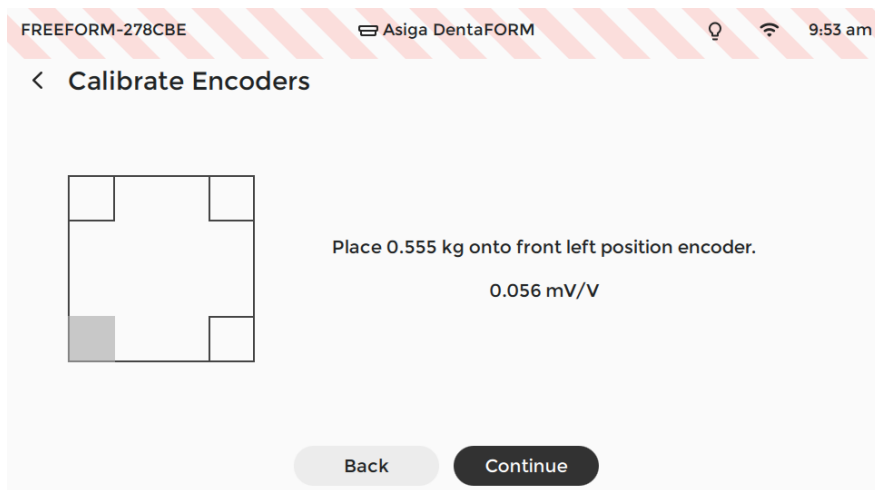 FREEFORM-278CBE Asiga DentaFORM 9:53 am
Calibrate Encoders
Place 0.555 kg onto front left position encoder.
0.056 mV/V
Back Continue